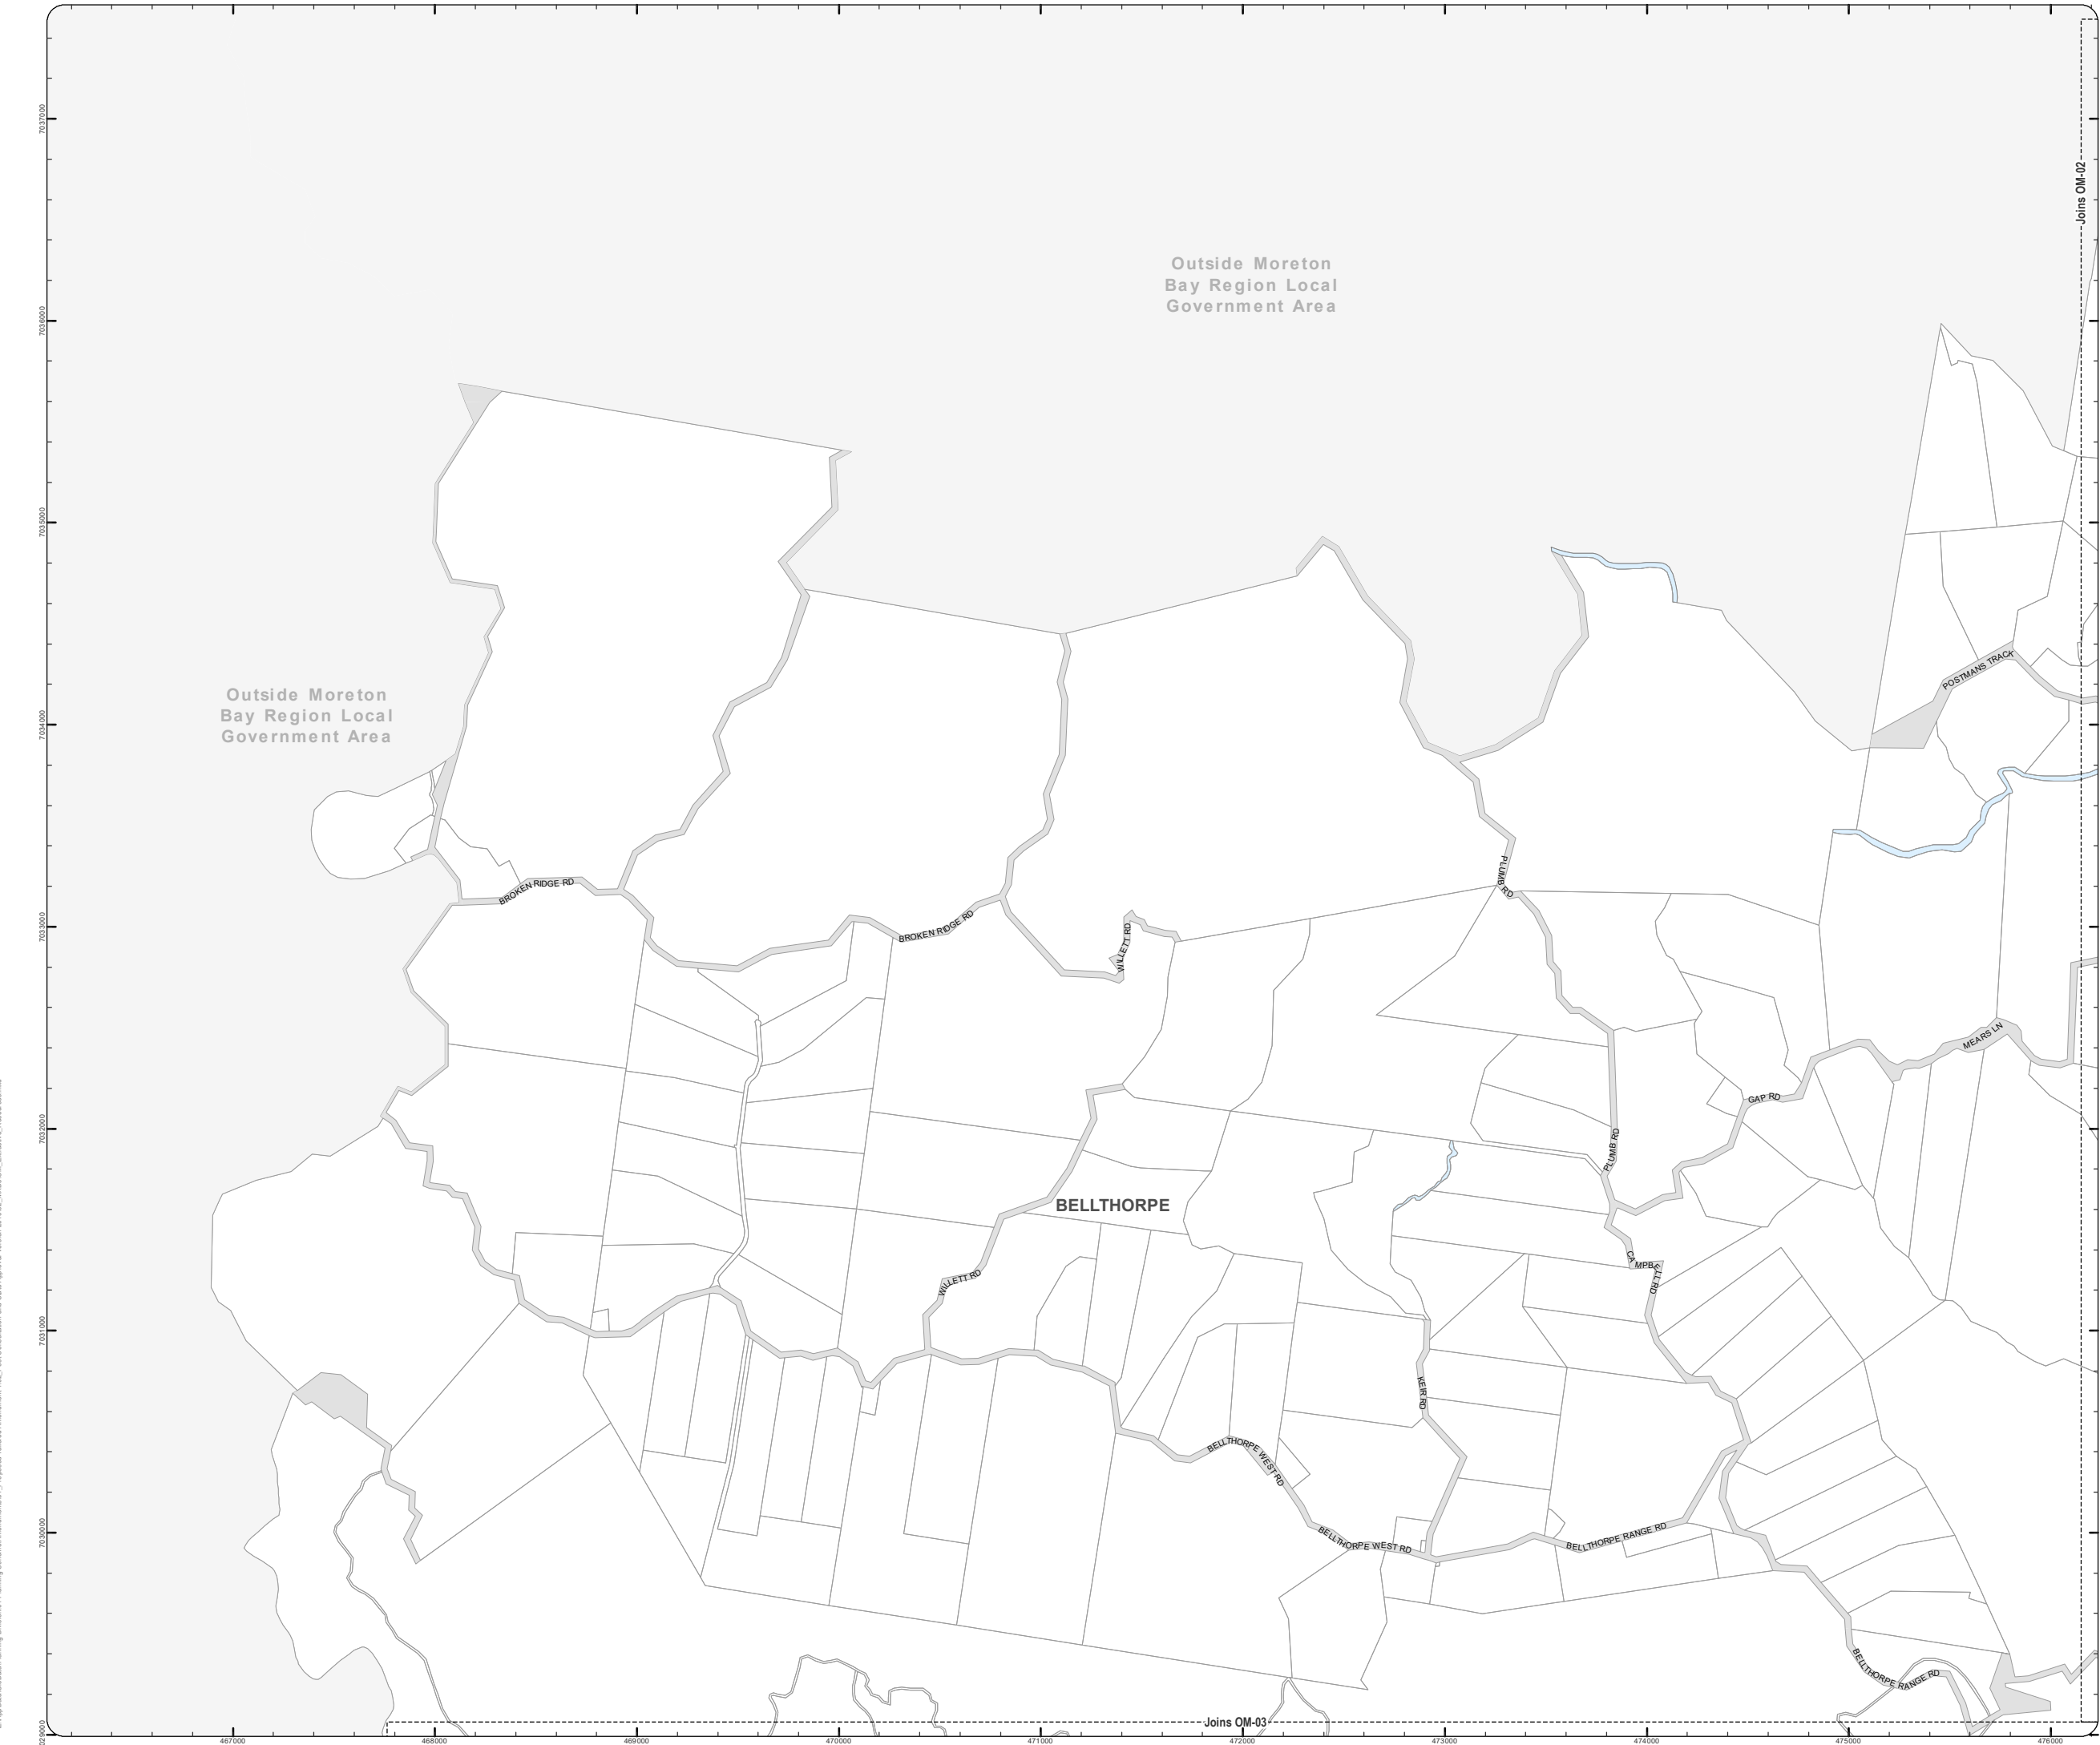 Joins OM-02
7037000
Outside Moreton
Bay Region Local
Government Area
7036000
7035000
POSTMANS TRACK
Outside Moreton
Bay Region Local
Government Area
7034000
PLUMB RD
BROKEN RIDGE RD
BROKEN RIDGE RD
WILLETT RD
7033000
MEARS LN
GAP RD
7032000
PLUMB RD
BELLTHORPE
CAMPBELL RD
WILLETT RD
7031000
KEIR RD
BELLTHORPE WEST RD
7030000
BELLTHORPE WEST RD
BELLTHORPE RANGE RD
BELLTHORPE RANGE RD
Joins OM-03
467000
468000
469000
470000
471000
472000
473000
474000
475000
476000